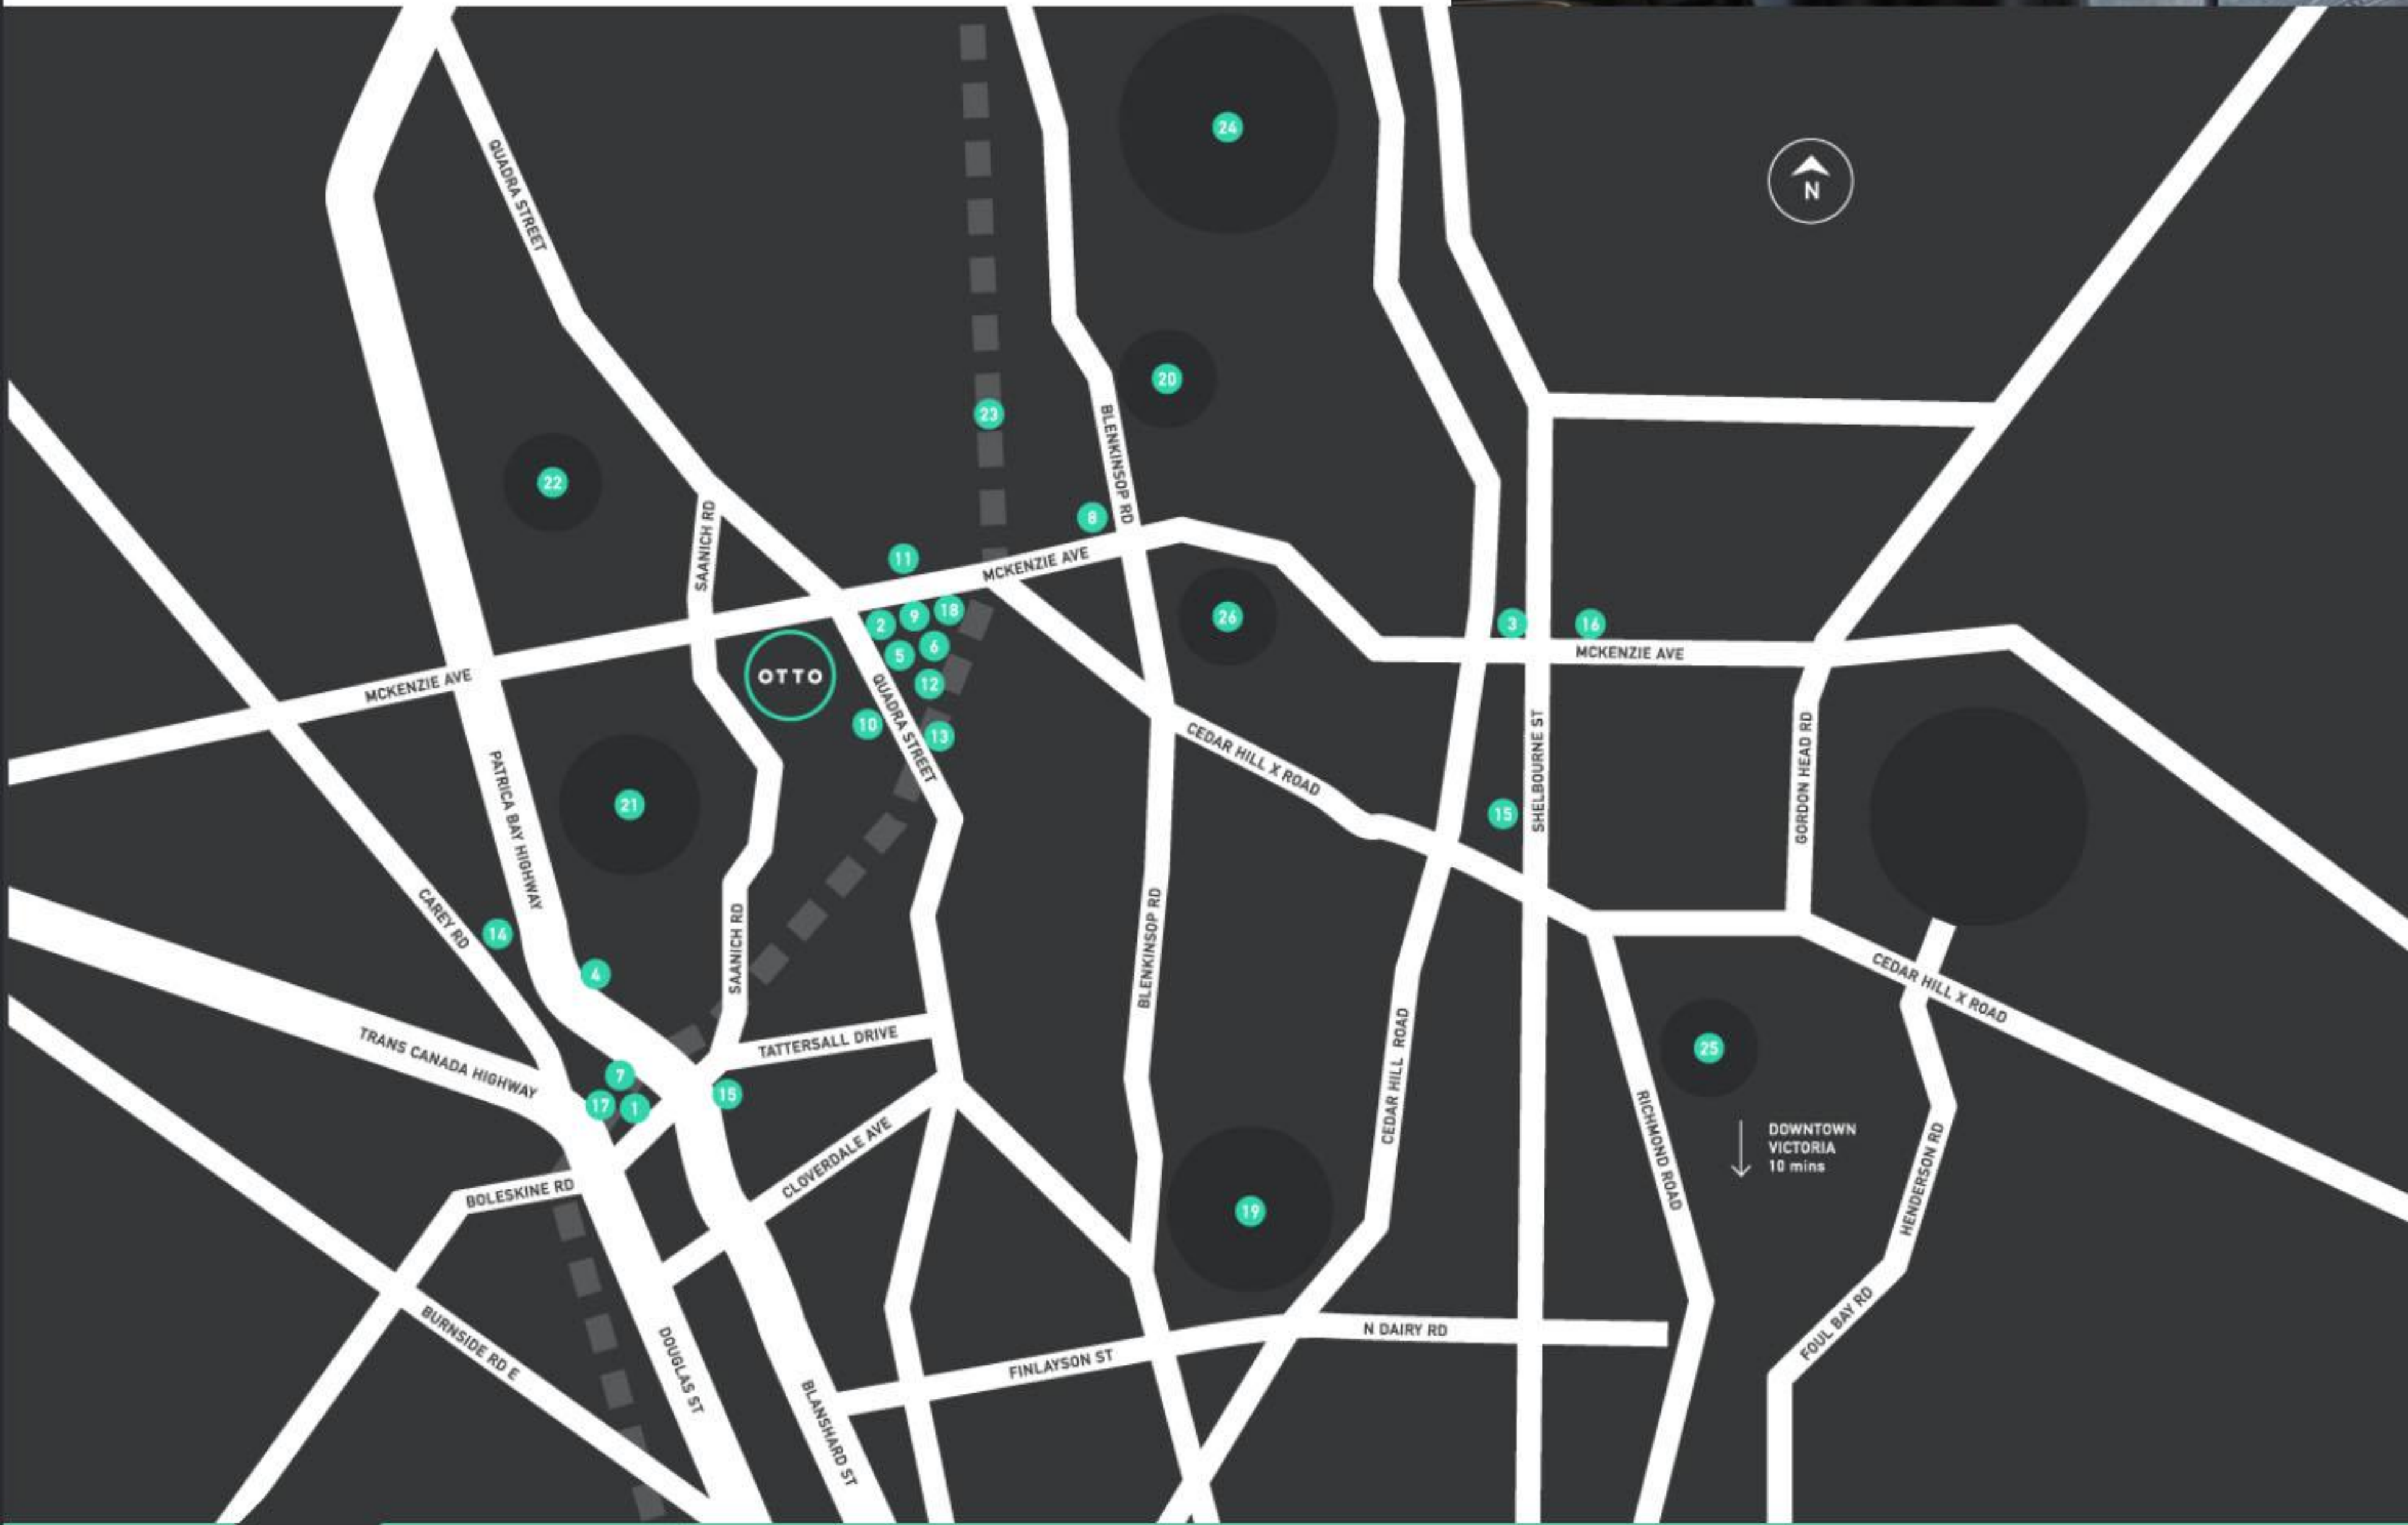 24
N
QUADRA STREET
20
23
BLENKINSOP RD
22
SAANICH RD
8
11
MCKENZIE AVE
18
9
2
6
5
26
3
16
MCKENZIE AVE
OTTO
12
MCKENZIE AVE
10
QUADRA STREET
13
CEDAR HILL X ROAD
SHELBOURNE ST
GORDON HEAD RD
PATRICA BAY HIGHWAY
21
15
CAREY RD
14
SAANICH RD
4
BLENKINSOP RD
CEDAR HILL X ROAD
TRANS CANADA HIGHWAY
TATTERSALL DRIVE
25
7
17
1
15
CEDAR HILL ROAD
RICHMOND ROAD
DOWNTOWN
VICTORIA
10 mins
CLOVERDALE AVE
HENDERSON RD
BOLESKINE RD
19
BURNSIDE RD E
FOUL BAY RD
N DAIRY RD
DOUGLAS ST
FINLAYSON ST
BLANSHARD ST